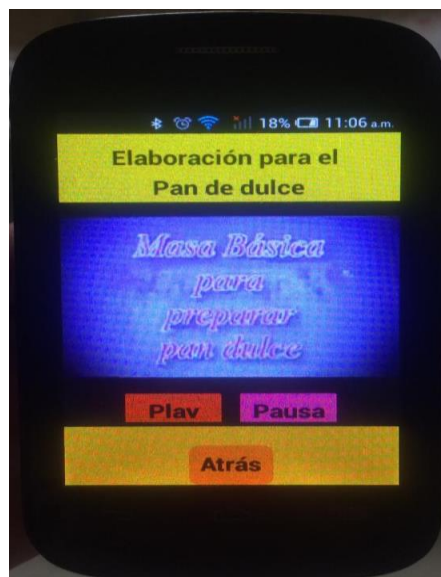 18% 11:06 a.m.
Elaboración para el
Pan de dulce
Masa Básica
para
preparar
pan dulce
Play Pausa
Atrás